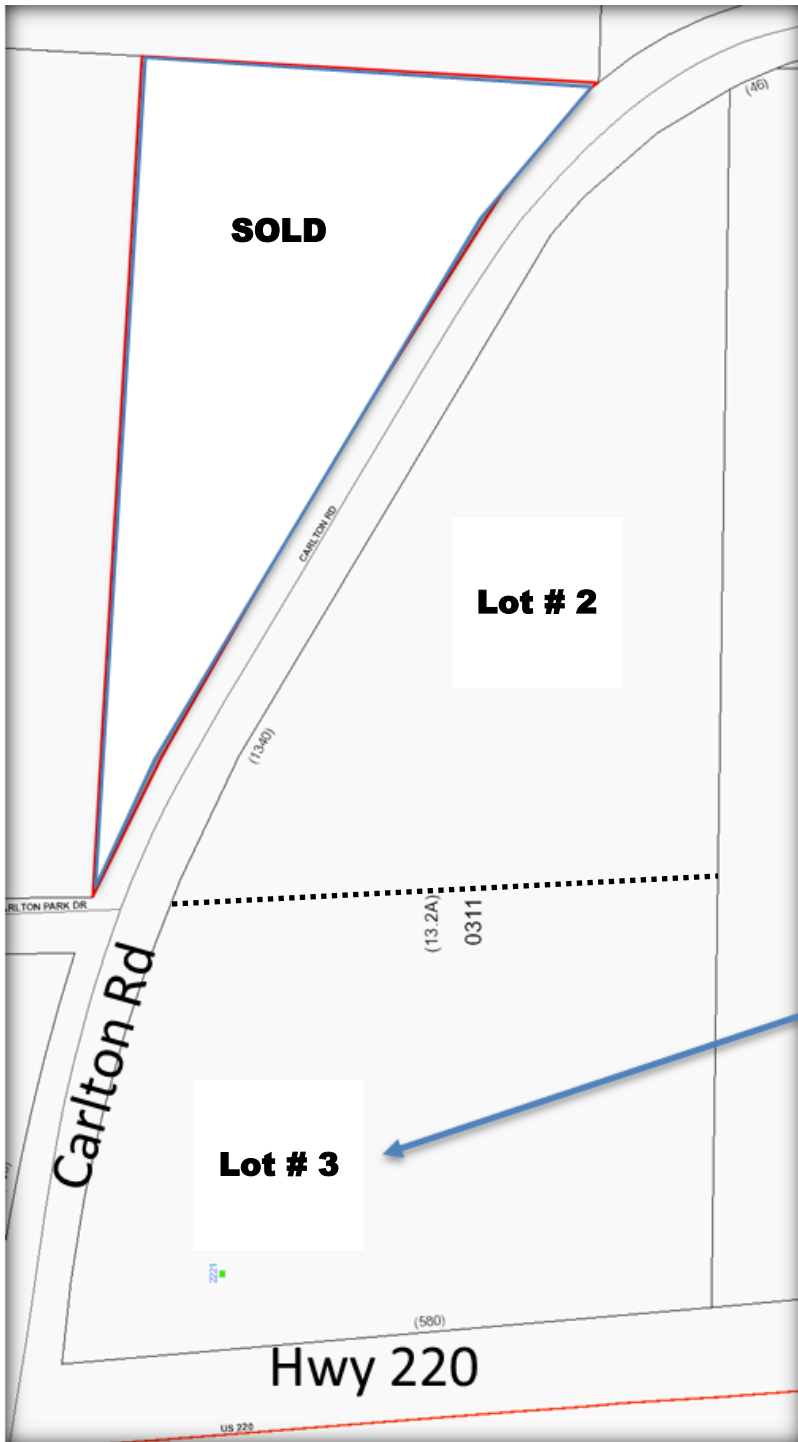 (46)
SOLD
CARLTON RD
Lot # 2
(1340)
RLTON PARK DR
(13.2A)
0311
Carlton Rd
Lot # 3
2221
(580)
Hwy 220
US 220